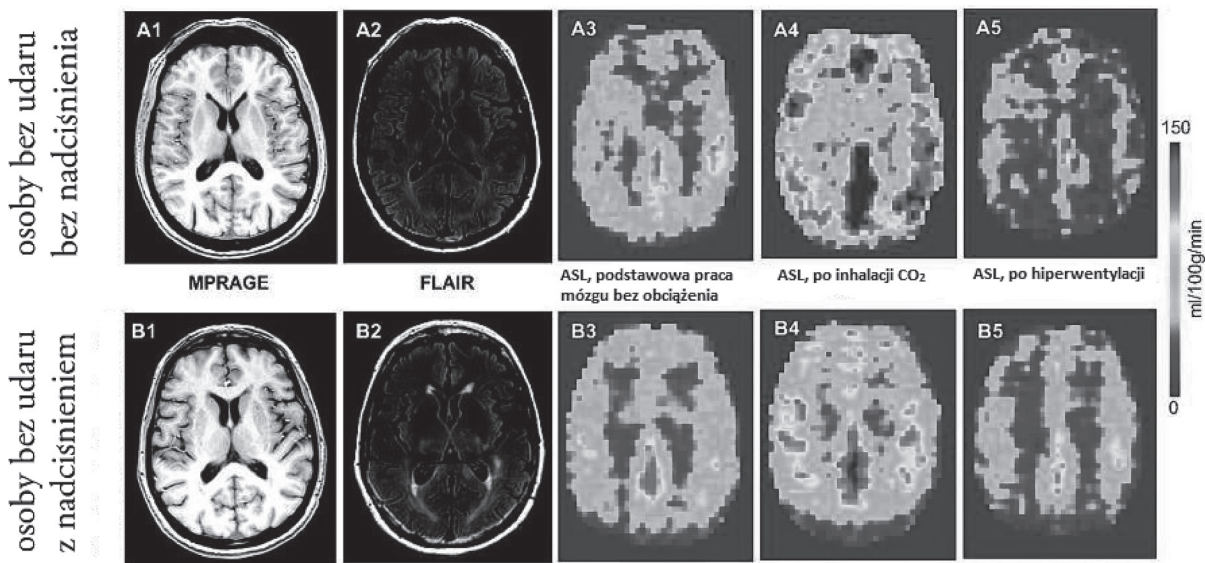 osoby bez udaru
bez nadciśnienia
A1
A2
A3
A4
A5
MPRAGE
FLAIR
ASL, podstawowa praca
mózgu bez obciążenia
ASL, po inhalacji CO₂
ASL, po hiperwentylacji
150
ml/100g/min
0
osoby bez udaru
z nadciśnieniem
B1
B2
B3
B4
B5